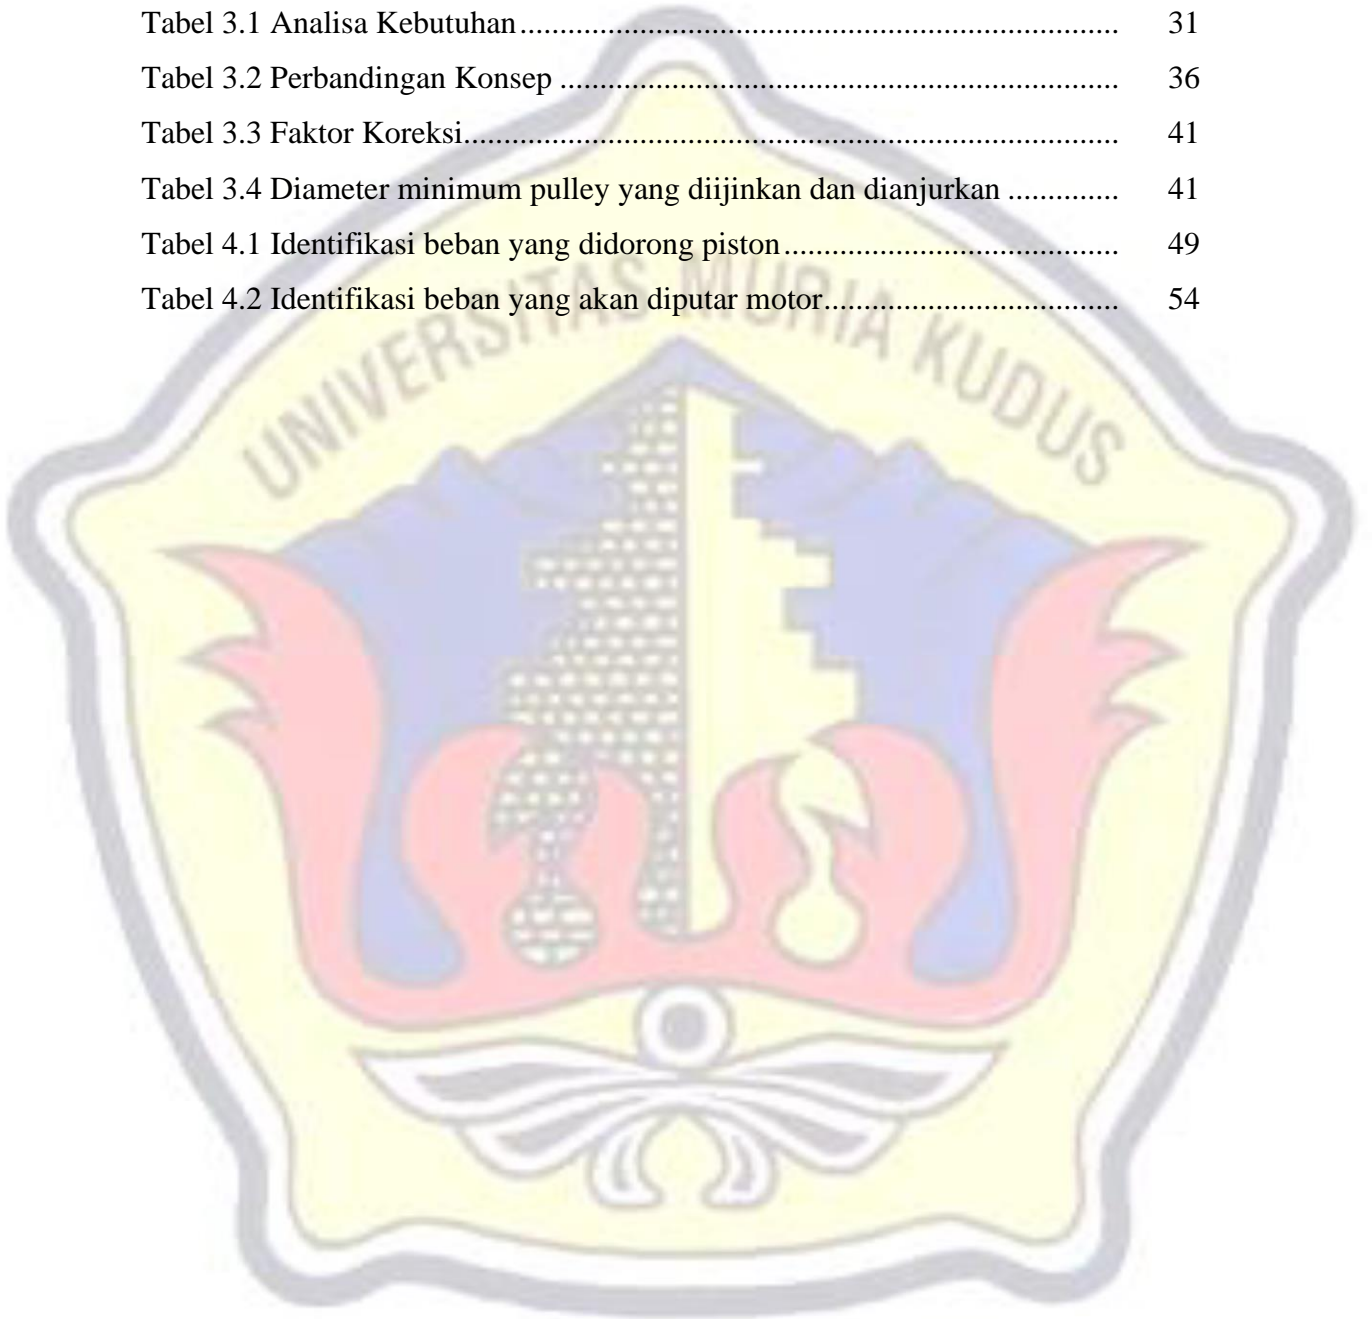 Tabel 3.1 Analisa Kebutuhan ............................................................................ 31
Tabel 3.2 Perbandingan Konsep ....................................................................... 36
Tabel 3.3 Faktor Koreksi................................................................................... 41
Tabel 3.4 Diameter minimum pulley yang diijinkan dan dianjurkan .............. 41
Tabel 4.1 Identifikasi beban yang didorong piston .......................................... 49
Tabel 4.2 Identifikasi beban yang akan diputar motor..................................... 54
UNIVERSITAS MURIA KUDUS